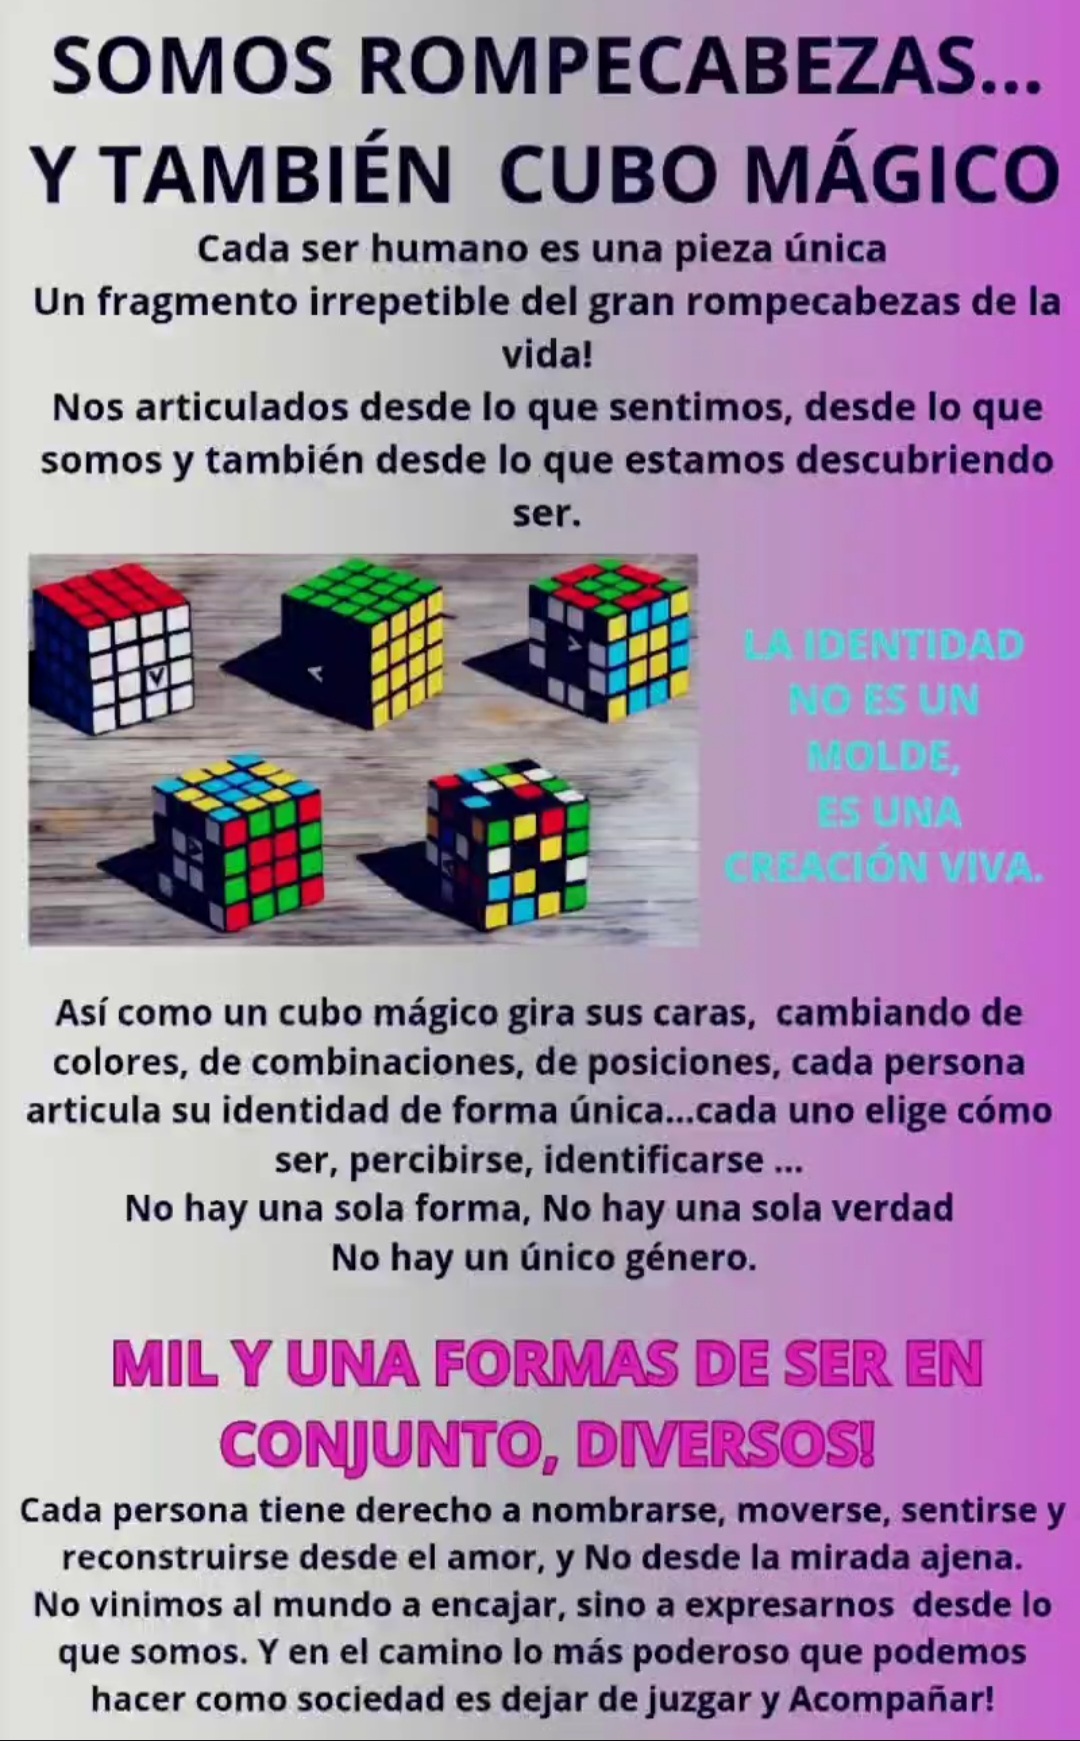 SOMOS ROMPECABEZAS...
Y TAMBIÉN CUBO MÁGICO
Cada ser humano es una pieza única
Un fragmento irrepetible del gran rompecabezas de la
vida!
Nos articulados desde lo que sentimos, desde lo que
somos y también desde lo que estamos descubriendo
ser.
LA IDENTIDAD
NO ES UN
MOLDE,
ES UNA
CREACIÓN VIVA.
Así como un cubo mágico gira sus caras, cambiando de
colores, de combinaciones, de posiciones, cada persona
articula su identidad de forma única...cada uno elige cómo
ser, percibirse, identificarse ...
No hay una sola forma, No hay una sola verdad
No hay un único género.
MIL Y UNA FORMAS DE SER EN
CONJUNTO, DIVERSOS!
Cada persona tiene derecho a nombrarse, moverse, sentirse y
reconstruirse desde el amor, y No desde la mirada ajena.
No vinimos al mundo a encajar, sino a expresarnos desde lo
que somos. Y en el camino lo más poderoso que podemos
hacer como sociedad es dejar de juzgar y Acompañar!